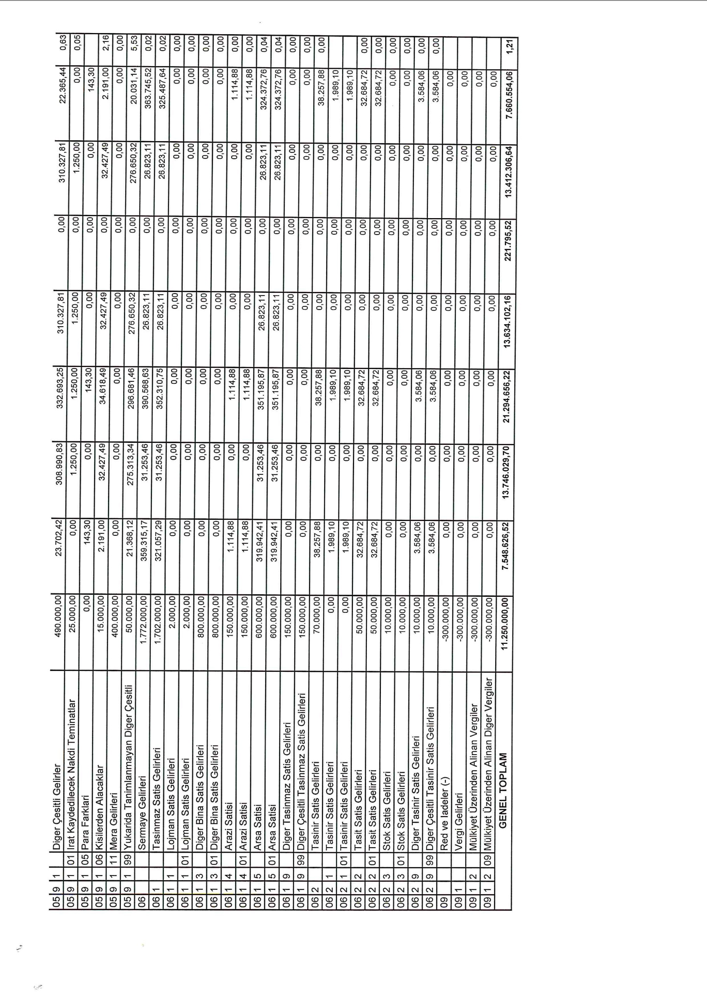 05 9 1 Diger Çesitli Gelirler 490.000,00 23.702,42 308.990,83 332.693,25 310.327,81 0,00 310.327,81 22.365,44 0,63
05 9 1 01 Irat Kaydedilecek Nakdi Teminatlar 25.000,00 0,00 1.250,00 1.250,00 1.250,00 0,00 1.250,00 0,00 0,05
05 9 1 05 Para Farklari 0,00 143,30 0,00 143,30 0,00 0,00 0,00 143,30
05 9 1 06 Kisilerden Alacaklar 15.000,00 2.191,00 32.427,49 34.618,49 32.427,49 0,00 32.427,49 2.191,00 2,16
05 9 1 11 Mera Gelirleri 400.000,00 0,00 0,00 0,00 0,00 0,00 0,00 0,00 0,00
05 9 1 99 Yukarida Tanimlanmayan Diger Çesitli 50.000,00 21.368,12 275.313,34 296.681,46 276.650,32 0,00 276.650,32 20.031,14 5,53
06 Sermaye Gelirleri 1.772.000,00 359.315,17 31.253,46 390.568,63 26.823,11 0,00 26.823,11 363.745,52 0,02
06 1 Tasinmaz Satis Gelirleri 1.702.000,00 321.057,29 31.253,46 352.310,75 26.823,11 0,00 26.823,11 325.487,64 0,02
06 1 1 Lojman Satis Gelirleri 2.000,00 0,00 0,00 0,00 0,00 0,00 0,00 0,00 0,00
06 1 1 01 Lojman Satis Gelirleri 2.000,00 0,00 0,00 0,00 0,00 0,00 0,00 0,00 0,00
06 1 3 Diger Bina Satis Gelirleri 800.000,00 0,00 0,00 0,00 0,00 0,00 0,00 0,00 0,00
06 1 3 01 Diger Bina Satis Gelirleri 800.000,00 0,00 0,00 0,00 0,00 0,00 0,00 0,00 0,00
06 1 4 Arazi Satisi 150.000,00 1.114,88 0,00 1.114,88 0,00 0,00 0,00 1.114,88 0,00
06 1 4 01 Arazi Satisi 150.000,00 1.114,88 0,00 1.114,88 0,00 0,00 0,00 1.114,88 0,00
06 1 5 Arsa Satisi 600.000,00 319.942,41 31.253,46 351.195,87 26.823,11 0,00 26.823,11 324.372,76 0,04
06 1 5 01 Arsa Satisi 600.000,00 319.942,41 31.253,46 351.195,87 26.823,11 0,00 26.823,11 324.372,76 0,04
06 1 9 Diger Tasinmaz Satis Gelirleri 150.000,00 0,00 0,00 0,00 0,00 0,00 0,00 0,00 0,00
06 1 9 99 Diger Çesitli Tasinmaz Satis Gelirleri 150.000,00 0,00 0,00 0,00 0,00 0,00 0,00 0,00 0,00
06 2 Tasinir Satis Gelirleri 70.000,00 38.257,88 0,00 38.257,88 0,00 0,00 0,00 38.257,88 0,00
06 2 1 Tasinir Satis Gelirleri 0,00 1.989,10 0,00 1.989,10 0,00 0,00 0,00 1.989,10
06 2 1 01 Tasinir Satis Gelirleri 0,00 1.989,10 0,00 1.989,10 0,00 0,00 0,00 1.989,10
06 2 2 Tasit Satis Gelirleri 50.000,00 32.684,72 0,00 32.684,72 0,00 0,00 0,00 32.684,72 0,00
06 2 2 01 Tasit Satis Gelirleri 50.000,00 32.684,72 0,00 32.684,72 0,00 0,00 0,00 32.684,72 0,00
06 2 3 Stok Satis Gelirleri 10.000,00 0,00 0,00 0,00 0,00 0,00 0,00 0,00 0,00
06 2 3 01 Stok Satis Gelirleri 10.000,00 0,00 0,00 0,00 0,00 0,00 0,00 0,00 0,00
06 2 9 Diger Tasinir Satis Gelirleri 10.000,00 3.584,06 0,00 3.584,06 0,00 0,00 0,00 3.584,06 0,00
06 2 9 99 Diger Çesitli Tasinir Satis Gelirleri 10.000,00 3.584,06 0,00 3.584,06 0,00 0,00 0,00 3.584,06 0,00
09 Red ve Iadeler (-) -300.000,00 0,00 0,00 0,00 0,00 0,00 0,00 0,00
09 1 Vergi Gelirleri -300.000,00 0,00 0,00 0,00 0,00 0,00 0,00 0,00
09 1 2 Mülkiyet Üzerinden Alinan Vergiler -300.000,00 0,00 0,00 0,00 0,00 0,00 0,00 0,00
09 1 2 09 Mülkiyet Üzerinden Alinan Diger Vergiler -300.000,00 0,00 0,00 0,00 0,00 0,00 0,00 0,00
GENEL TOPLAM 11.250.000,00 7.548.626,52 13.746.029,70 21.294.656,22 13.634.102,16 221.795,52 13.412.306,64 7.660.554,06 1,21